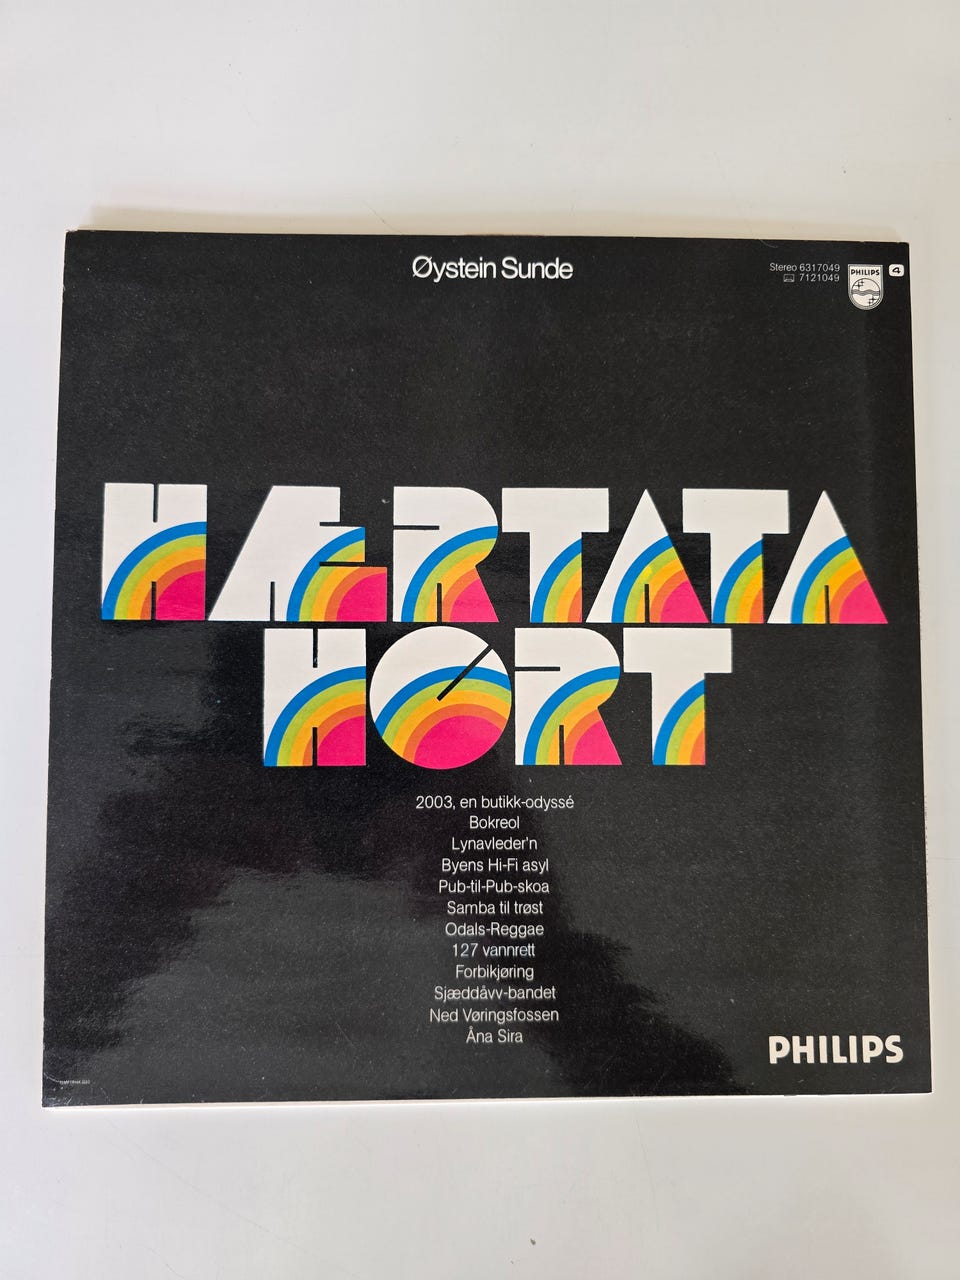 Øystein Sunde
Stereo 6317049
7121049
PHILIPS
4
HÆRTATA
HØRT
2003, en butikk-odyssé
Bokreol
Lynavleder'n
Byens Hi-Fi asyl
Pub-til-Pub-skoa
Samba til trøst
Odals-Reggae
127 vannrett
Forbikjøring
Sjæddåvv-bandet
Ned Vøringsfossen
Åna Sira
PHILIPS